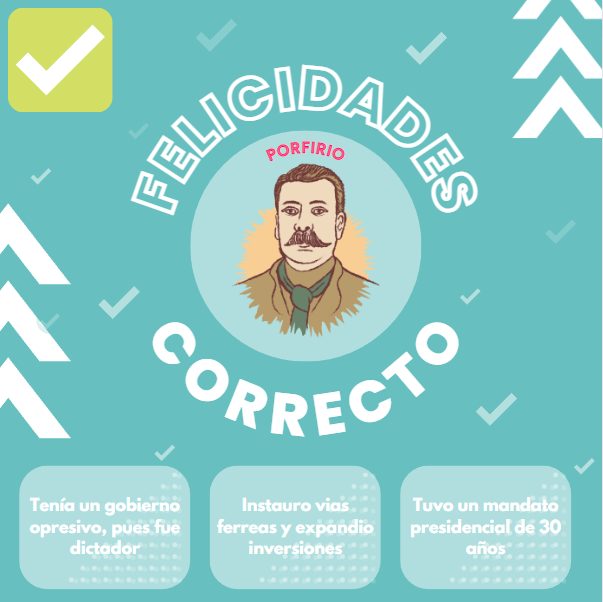 FELICIDADES
PORFIRIO
CORRECTO
Tenía un gobierno
opresivo, pues fue
dictador
Instauro vias
ferreas y expandio
inversiones
Tuvo un mandato
presidencial de 30
años